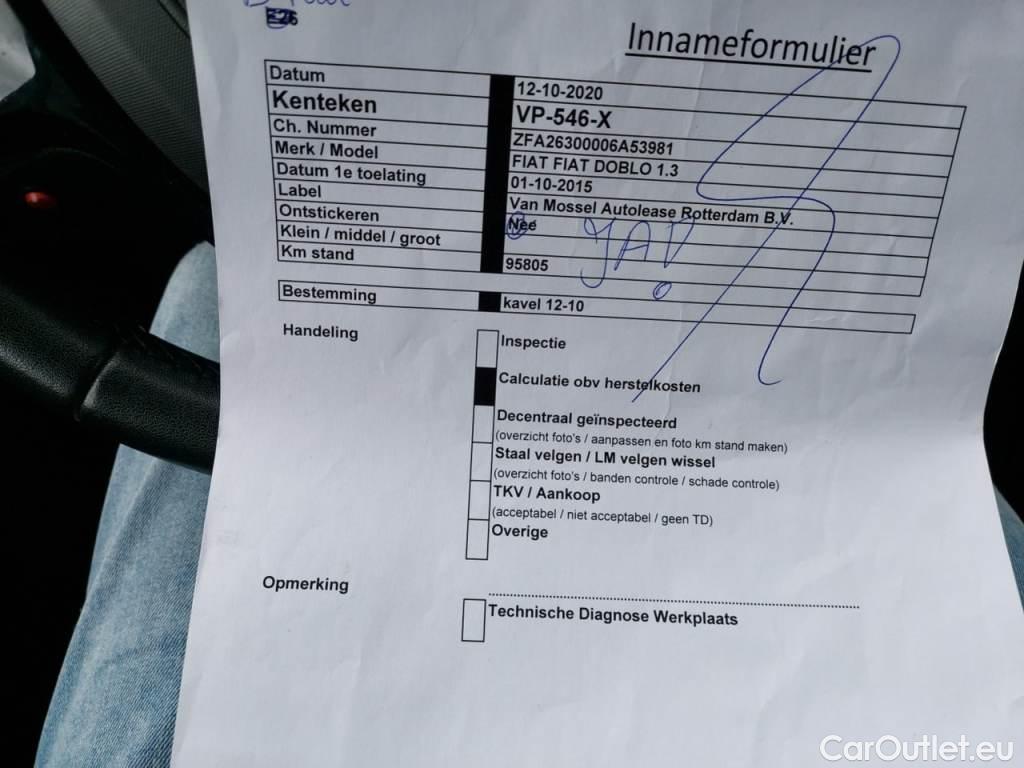 Innameformulier
Datum 12-10-2020
Kenteken VP-546-X
Ch. Nummer ZFA26300006A53981
Merk / Model FIAT FIAT DOBLO 1.3
Datum 1e toelating 01-10-2015
Label Van Mossel Autolease Rotterdam B.V.
Ontstickeren Nee
Klein / middel / groot
Km stand 95805
Bestemming kavel 12-10
Handeling Inspectie
Calculatie obv herstelkosten
Decentraal geïnspecteerd
(overzicht foto's / aanpassen en foto km stand maken)
Staal velgen / LM velgen wissel
(overzicht foto's / banden controle / schade controle)
TKV / Aankoop
(acceptabel / niet acceptabel / geen TD)
Overige
Opmerking
Technische Diagnose Werkplaats
CarOutlet.eu